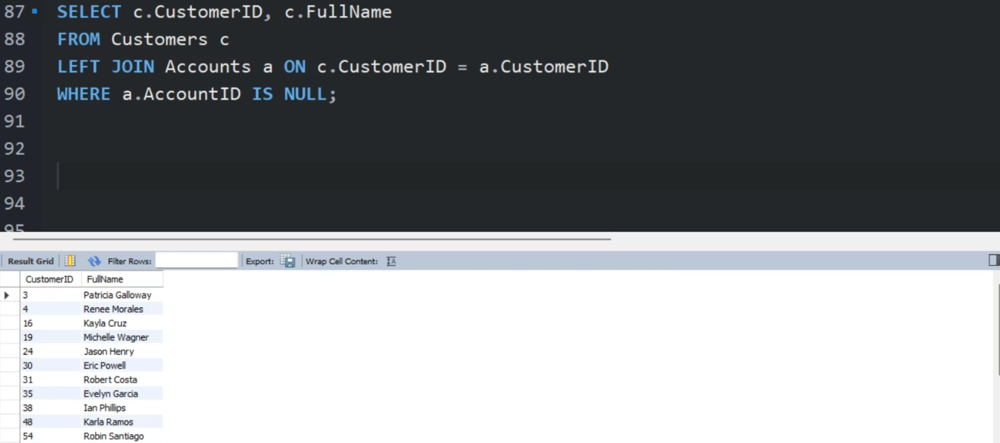 87 SELECT c.CustomerID, c.FullName
88 FROM Customers c
89 LEFT JOIN Accounts a ON c.CustomerID = a.CustomerID
90 WHERE a.AccountID IS NULL;
91
92
93
94
95
Result Grid Filter Rows: Export: Wrap Cell Content: IA
CustomerID FullName
3 Patricia Galloway
4 Renee Morales
16 Kayla Cruz
19 Michelle Wagner
24 Jason Henry
30 Eric Powell
31 Robert Costa
35 Evelyn Garcia
38 Ian Phillips
48 Karla Ramos
54 Robin Santiago